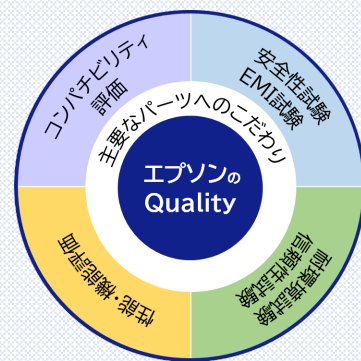 コンパチビリティ
評価
安全性試験
EMI試験
主要なパーツへのこだわり
エプソンの
Quality
性能・機能評価
耐環境試験
信頼性試験